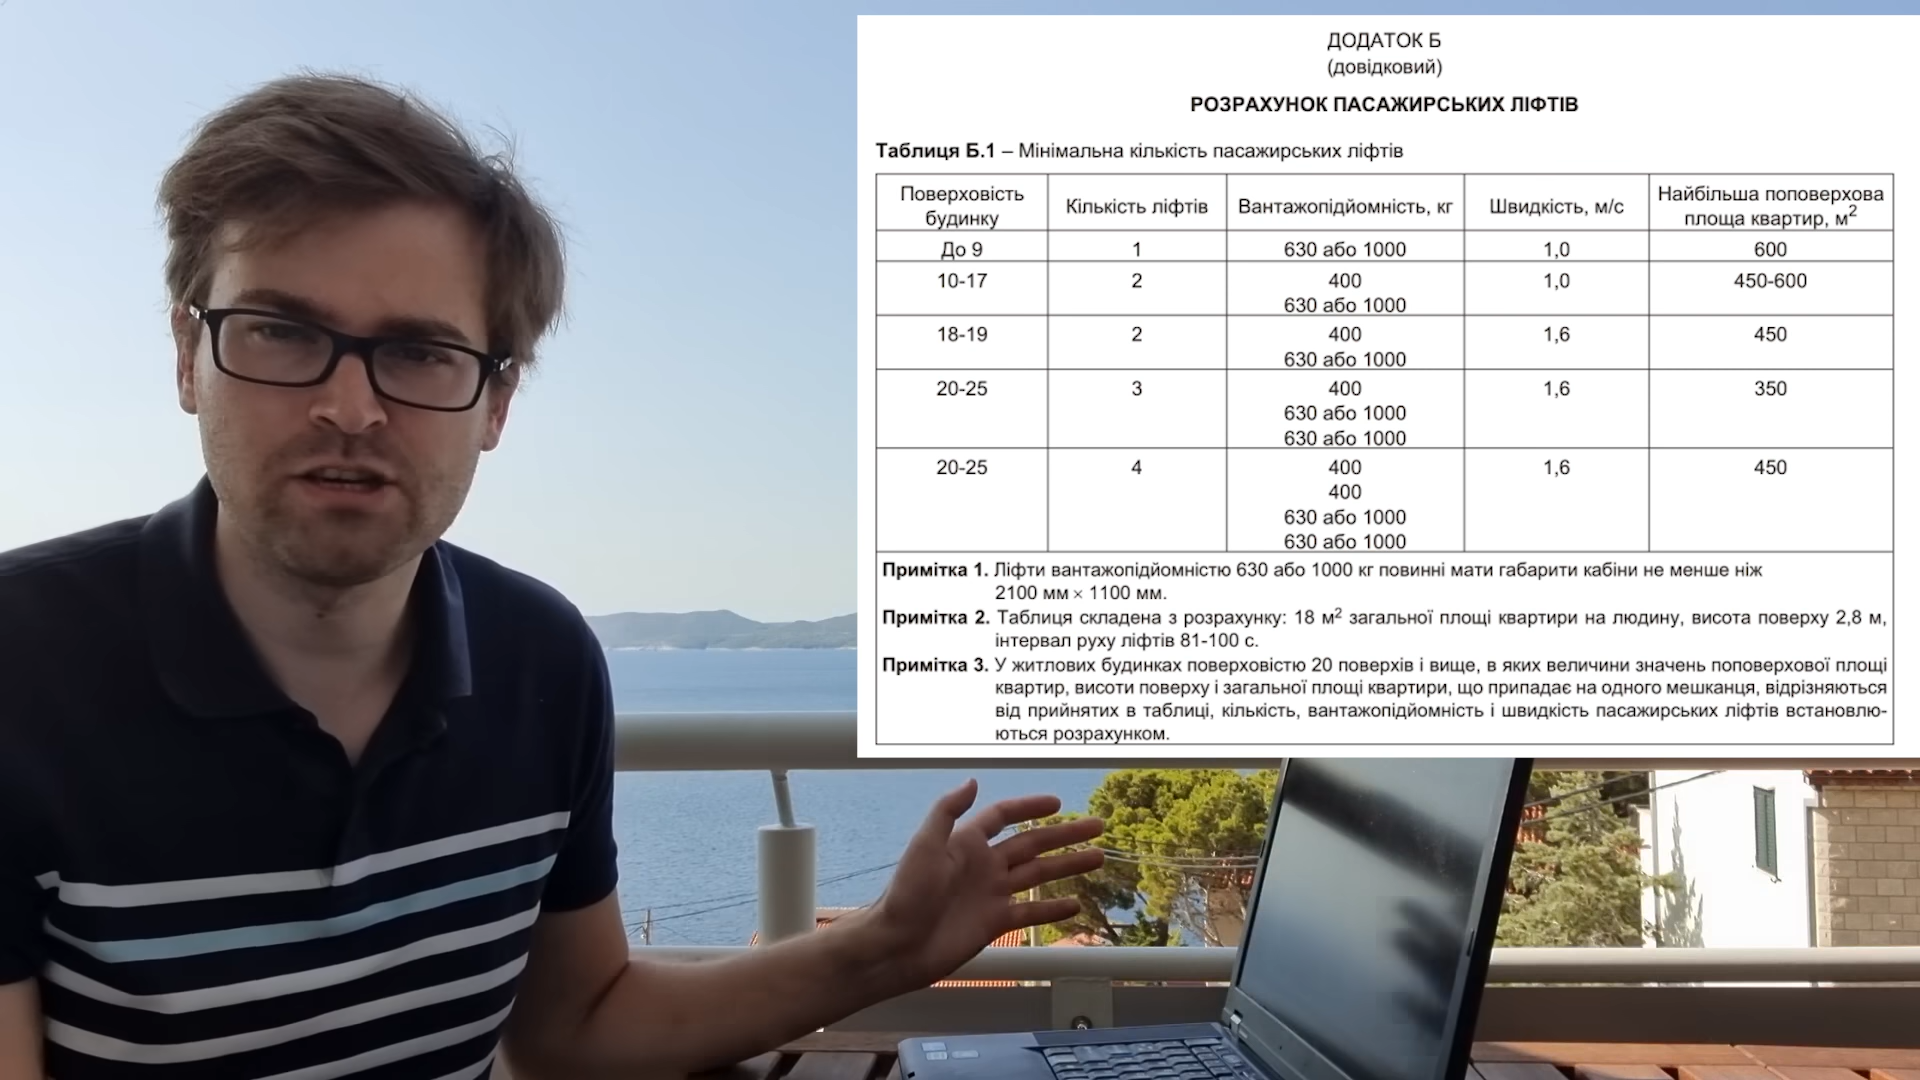 ДОДАТОК Б
(довідковий)
РОЗРАХУНОК ПАСАЖИРСЬКИХ ЛІФТІВ
Таблиця Б.1 – Мінімальна кількість пасажирських ліфтів
Поверховість будинку | Кількість ліфтів | Вантажопідйомність, кг | Швидкість, м/с | Найбільша поповерхова площа квартир, м²
До 9 | 1 | 630 або 1000 | 1,0 | 600
10-17 | 2 | 400 | 1,0 | 450-600
630 або 1000
18-19 | 2 | 400 | 1,6 | 450
630 або 1000
20-25 | 3 | 400 | 1,6 | 350
630 або 1000
630 або 1000
20-25 | 4 | 400 | 1,6 | 450
400
630 або 1000
630 або 1000
Примітка 1. Ліфти вантажопідйомністю 630 або 1000 кг повинні мати габарити кабіни не менше ніж
2100 мм × 1100 мм.
Примітка 2. Таблиця складена з розрахунку: 18 м² загальної площі квартири на людину, висота поверху 2,8 м,
інтервал руху ліфтів 81-100 с.
Примітка 3. У житлових будинках поверховістю 20 поверхів і вище, в яких величини значень поповерхової площі
квартир, висоти поверху і загальної площі квартири, що припадає на одного мешканця, відрізняються
від прийнятих в таблиці, кількість, вантажопідйомність і швидкість пасажирських ліфтів встановлю-
ються розрахунком.